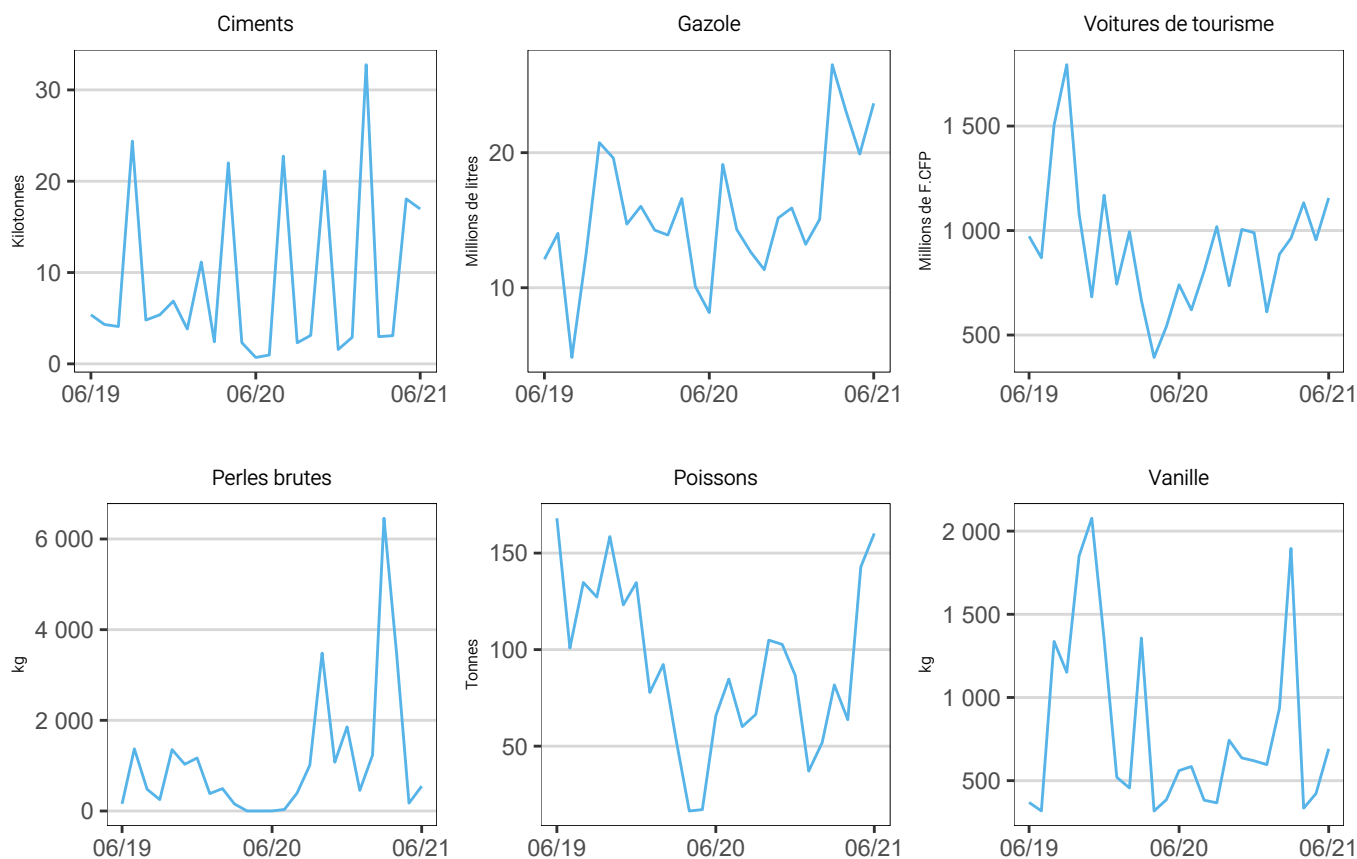 Ciments
Kilotonnes
30
20
10
0
06/19 06/20 06/21
Gazole
Millions de litres
20
10
06/19 06/20 06/21
Voitures de tourisme
Millions de F.CFP
1 500
1 000
500
06/19 06/20 06/21
Perles brutes
kg
6 000
4 000
2 000
0
06/19 06/20 06/21
Poissons
Tonnes
150
100
50
06/19 06/20 06/21
Vanille
kg
2 000
1 500
1 000
500
06/19 06/20 06/21